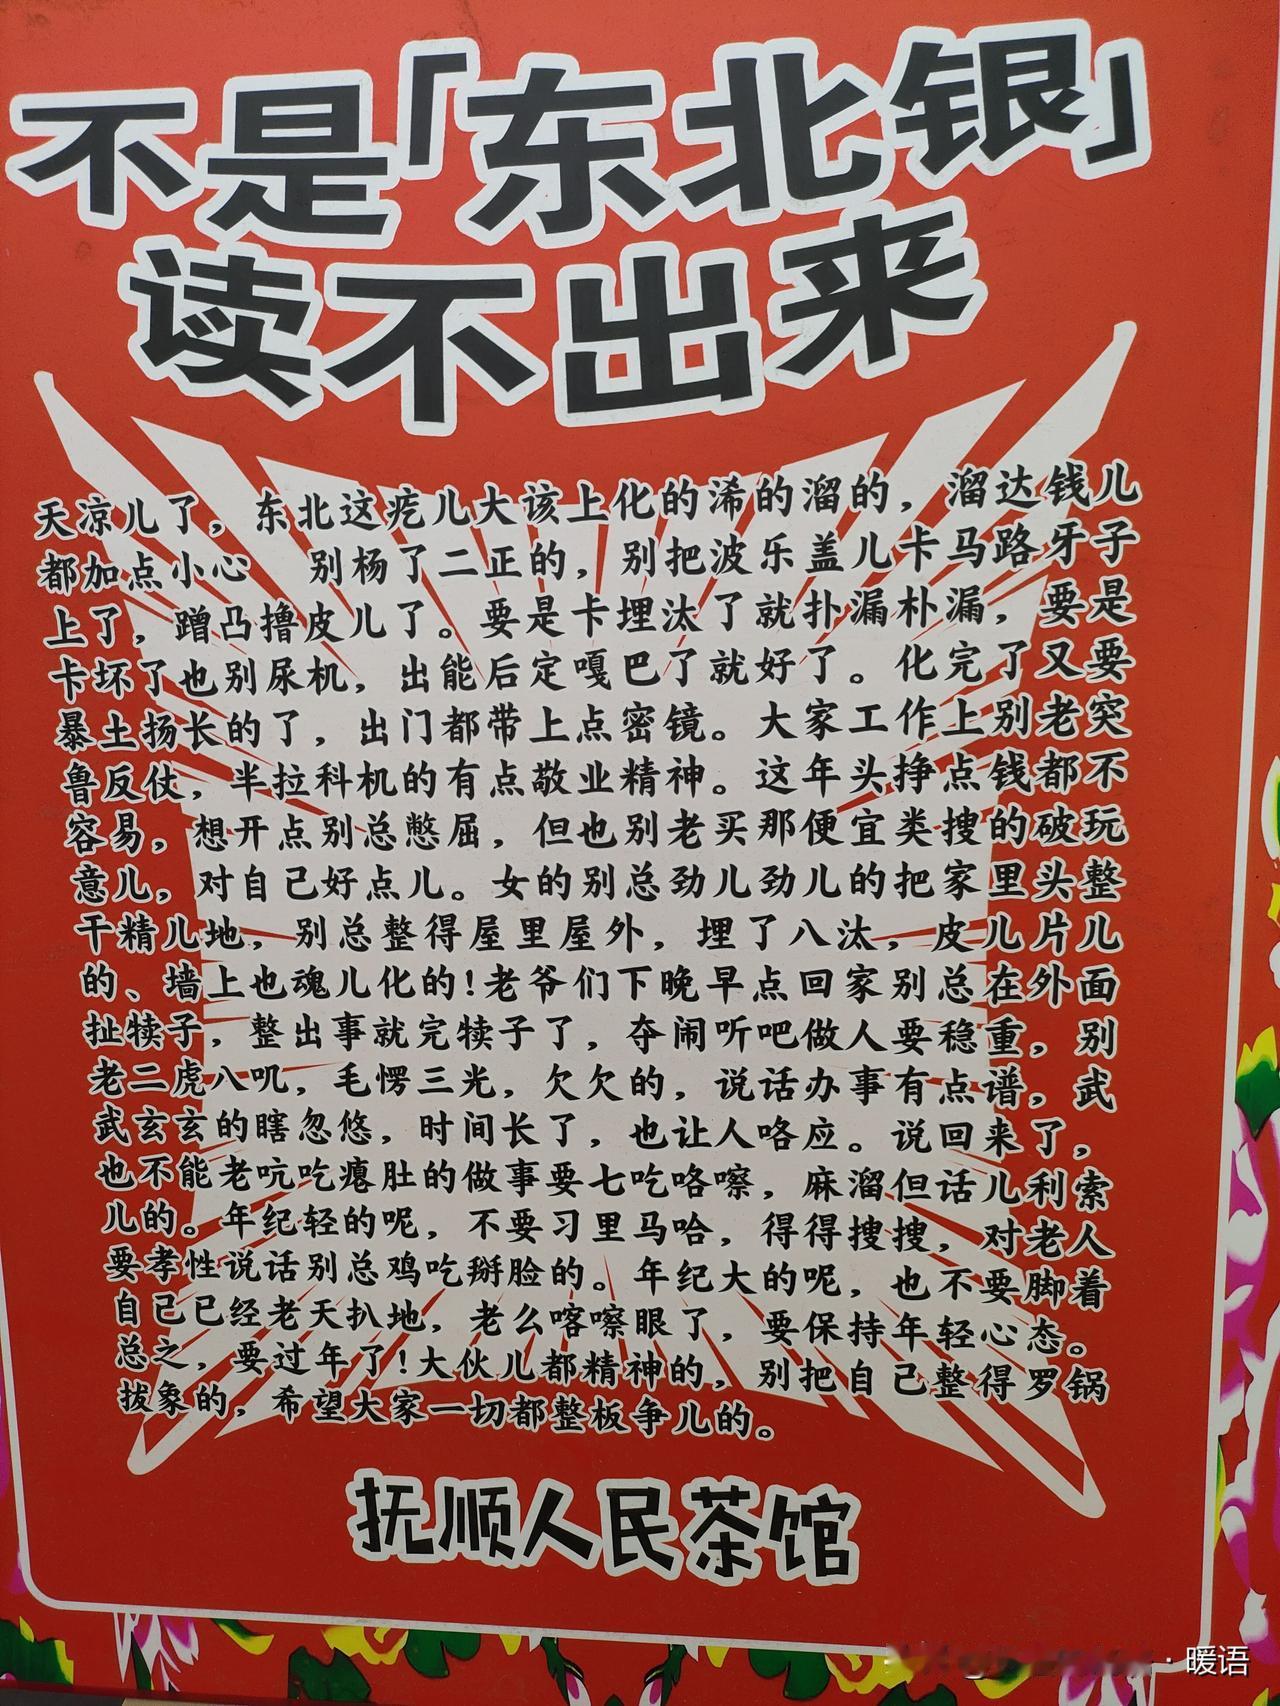 不是「东北银」
读不出来
天凉儿了，东北这疙儿大该上化的浠的溜的，溜达钱儿
都加点小心 别杨了二正的，别把波乐盖儿卡马路牙子
上了，蹭凸撸皮儿了。要是卡埋汰了就扑漏朴漏，要是
卡坏了也别尿机，出能后定嘎巴了就好了。化完了又要
暴土扬长的了，出门都带上点密镜。大家工作上别老突
鲁反仗，半拉科机的有点敬业精神。这年头挣点钱都不
容易，想开点别总憋屈，但也别老买那便宜类搜的破玩
意儿，对自己好点儿。女的别总劲儿劲儿的把家里头整
干精儿地，别总整得屋里屋外，埋了八汰，皮儿片儿
的、墙上也魂儿化的！老爷们下晚早点回家别总在外面
扯犊子，整出事就完犊子了，夺闹听吧做人要稳重，别
老二虎八叽，毛愣三光，欠欠的，说话办事有点谱，武
武玄玄的瞎忽悠，时间长了，也让人咯应。说回来了，
也不能老吭吃瘪肚的做事要七吃咯嚓，麻溜但话儿利索
儿的。年纪轻的呢，不要习里马哈，得得搜搜，对老人
要孝性说话别总鸡吃掰脸的。年纪大的呢，也不要脚着
自己已经老天扒地，老么喀嚓眼了，要保持年轻心态。
总之，要过年了！大伙儿都精神的，别把自己整得罗锅
拔象的，希望大家一切都整板争儿的。
抚顺人民茶馆
·暖语